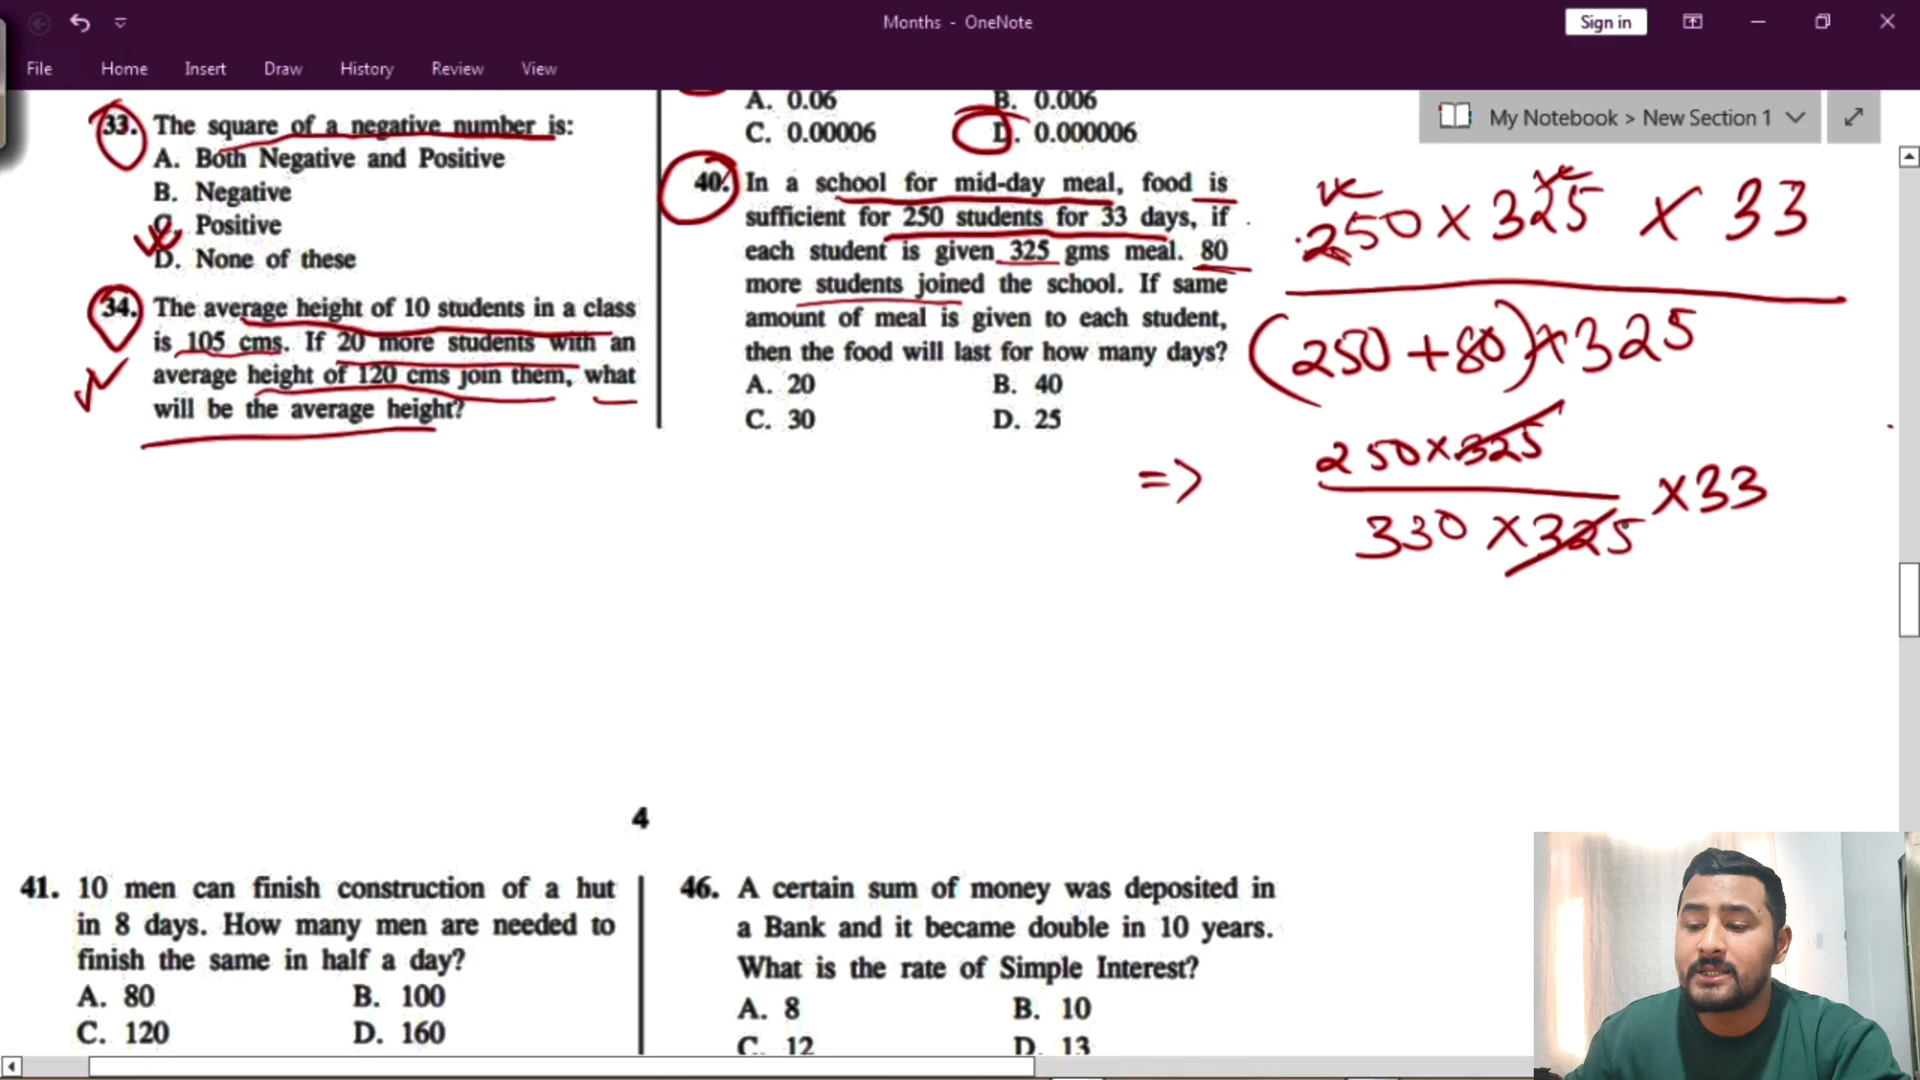 Months - OneNote
Sign in
File Home Insert Draw History Review View
My Notebook > New Section 1
33. The square of a negative number is:
A. Both Negative and Positive
B. Negative
C. Positive
D. None of these
34. The average height of 10 students in a class
is 105 cms. If 20 more students with an
average height of 120 cms join them, what
will be the average height?
A. 0.06 B. 0.006
C. 0.00006 D. 0.000006
40. In a school for mid-day meal, food is
sufficient for 250 students for 33 days, if
each student is given 325 gms meal. 80
more students joined the school. If same
amount of meal is given to each student,
then the food will last for how many days?
A. 20 B. 40
C. 30 D. 25
250 × 325 × 33
(250 + 80) × 325
=> 250 × 325
× 33
330 × 325
4
41. 10 men can finish construction of a hut
in 8 days. How many men are needed to
finish the same in half a day?
A. 80 B. 100
C. 120 D. 160
46. A certain sum of money was deposited in
a Bank and it became double in 10 years.
What is the rate of Simple Interest?
A. 8 B. 10
C. 12 D. 13